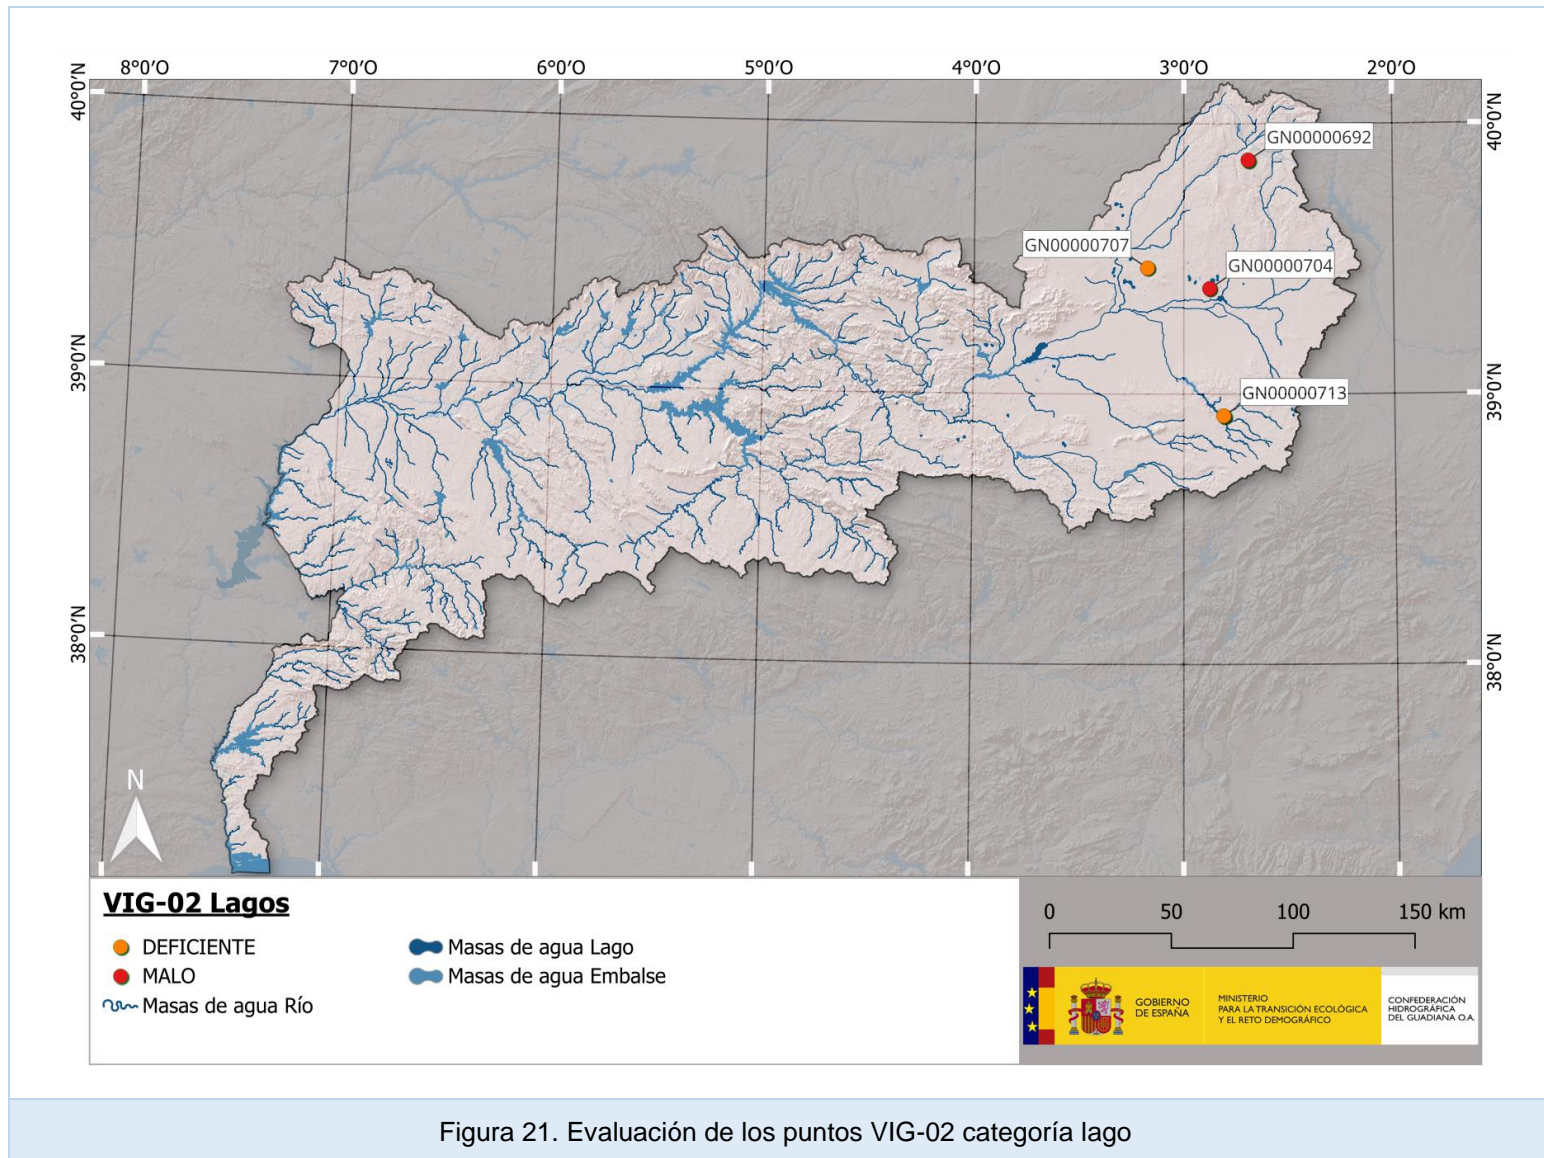 8°0'O 7°0'O 6°0'O 5°0'O 4°0'O 3°0'O 2°0'O
40°0'N
40°0'N
GN00000692
GN00000707
GN00000704
39°0'N
39°0'N
GN00000713
38°0'N
38°0'N
N
VIG-02 Lagos
DEFICIENTE
MALO
Masas de agua Río
Masas de agua Lago
Masas de agua Embalse
0 50 100 150 km
GOBIERNO
DE ESPAÑA
MINISTERIO
PARA LA TRANSICIÓN ECOLÓGICA
Y EL RETO DEMOGRÁFICO
CONFEDERACIÓN
HIDROGRÁFICA
DEL GUADIANA O.A.
Figura 21. Evaluación de los puntos VIG-02 categoría lago